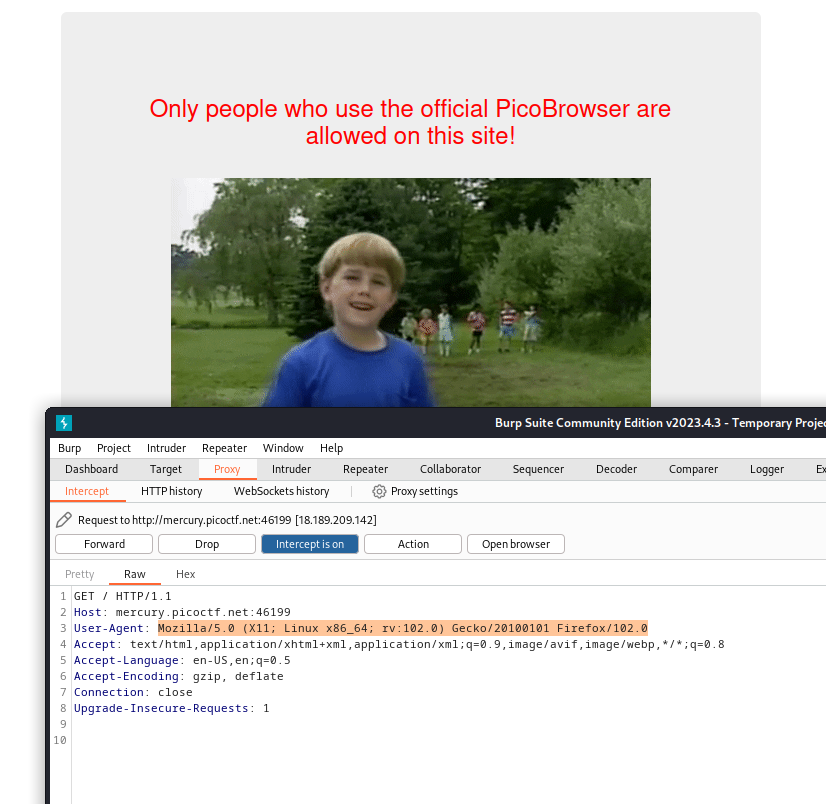 Only people who use the official PicoBrowser are
allowed on this site!
Burp Suite Community Edition v2023.4.3 - Temporary Projec
Burp Project Intruder Repeater Window Help
Dashboard Target Proxy Intruder Repeater Collaborator Sequencer Decoder Comparer Logger Ex
Intercept HTTP history WebSockets history Proxy settings
Request to http://mercury.picoctf.net:46199 [18.189.209.142]
Forward Drop Intercept is on Action Open browser
Pretty Raw Hex
1 GET / HTTP/1.1
2 Host: mercury.picoctf.net:46199
3 User-Agent: Mozilla/5.0 (X11; Linux x86_64; rv:102.0) Gecko/20100101 Firefox/102.0
4 Accept: text/html,application/xhtml+xml,application/xml;q=0.9,image/avif,image/webp,*/*;q=0.8
5 Accept-Language: en-US,en;q=0.5
6 Accept-Encoding: gzip, deflate
7 Connection: close
8 Upgrade-Insecure-Requests: 1
9
10